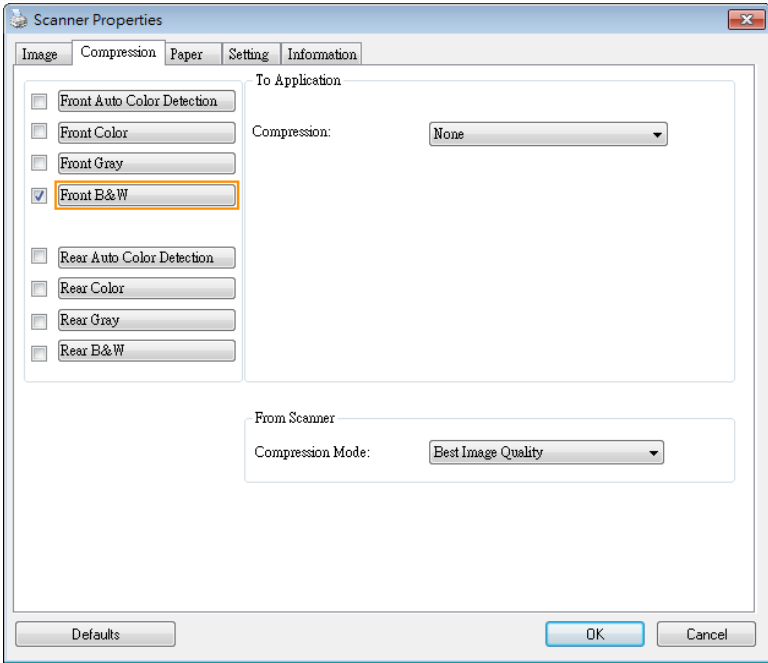 Scanner Properties
Image Compression Paper Setting Information
Front Auto Color Detection
Front Color
Front Gray
Front B&W
Rear Auto Color Detection
Rear Color
Rear Gray
Rear B&W
To Application
Compression: None
From Scanner
Compression Mode: Best Image Quality
Defaults OK Cancel